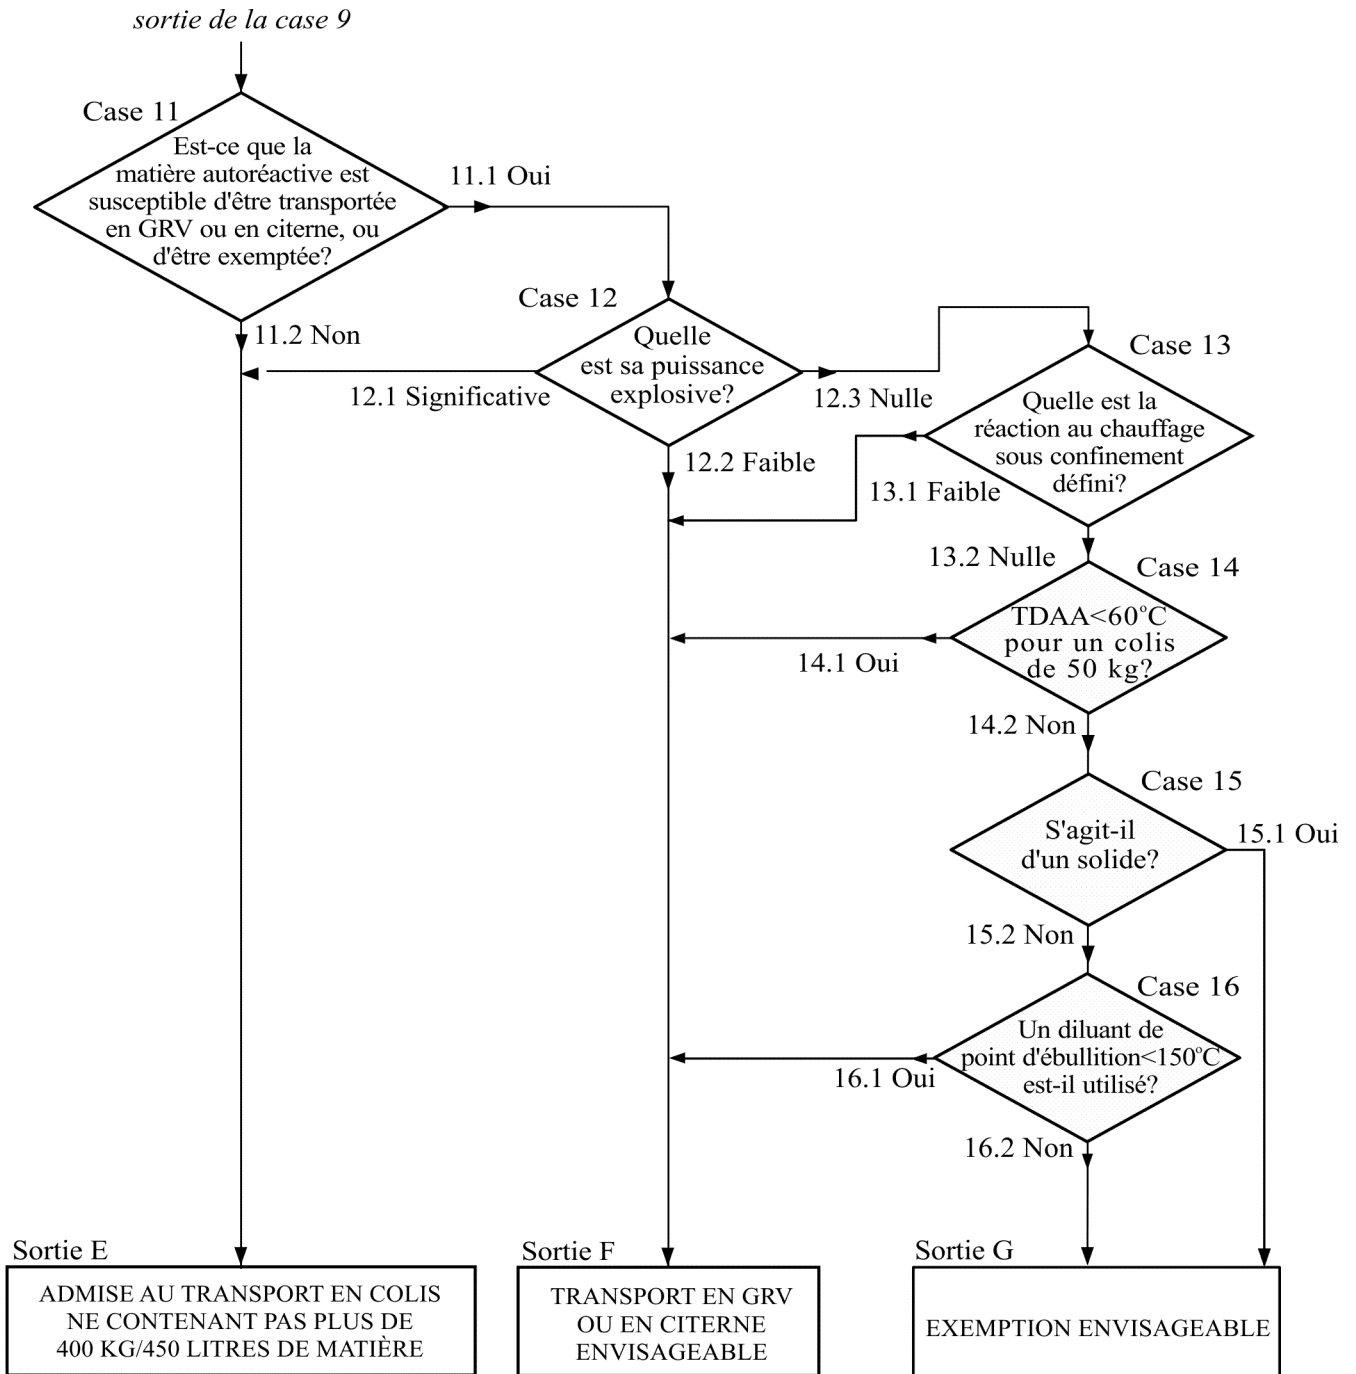 sortie de la case 9
Case 11
Est-ce que la
matière autoréactive est
susceptible d'être transportée
en GRV ou en citerne, ou
d'être exemptée?
11.1 Oui
11.2 Non
Case 12
Quelle
est sa puissance
explosive?
12.1 Significative
12.3 Nulle
12.2 Faible
Case 13
Quelle est la
réaction au chauffage
sous confinement
défini?
13.1 Faible
13.2 Nulle
Case 14
TDAA<60°C
pour un colis
de 50 kg?
14.1 Oui
14.2 Non
Case 15
S'agit-il
d'un solide?
15.1 Oui
15.2 Non
Case 16
Un diluant de
point d'ébullition<150°C
est-il utilisé?
16.1 Oui
16.2 Non
Sortie E
ADMISE AU TRANSPORT EN COLIS
NE CONTENANT PAS PLUS DE
400 KG/450 LITRES DE MATIÈRE
Sortie F
TRANSPORT EN GRV
OU EN CITERNE
ENVISAGEABLE
Sortie G
EXEMPTION ENVISAGEABLE